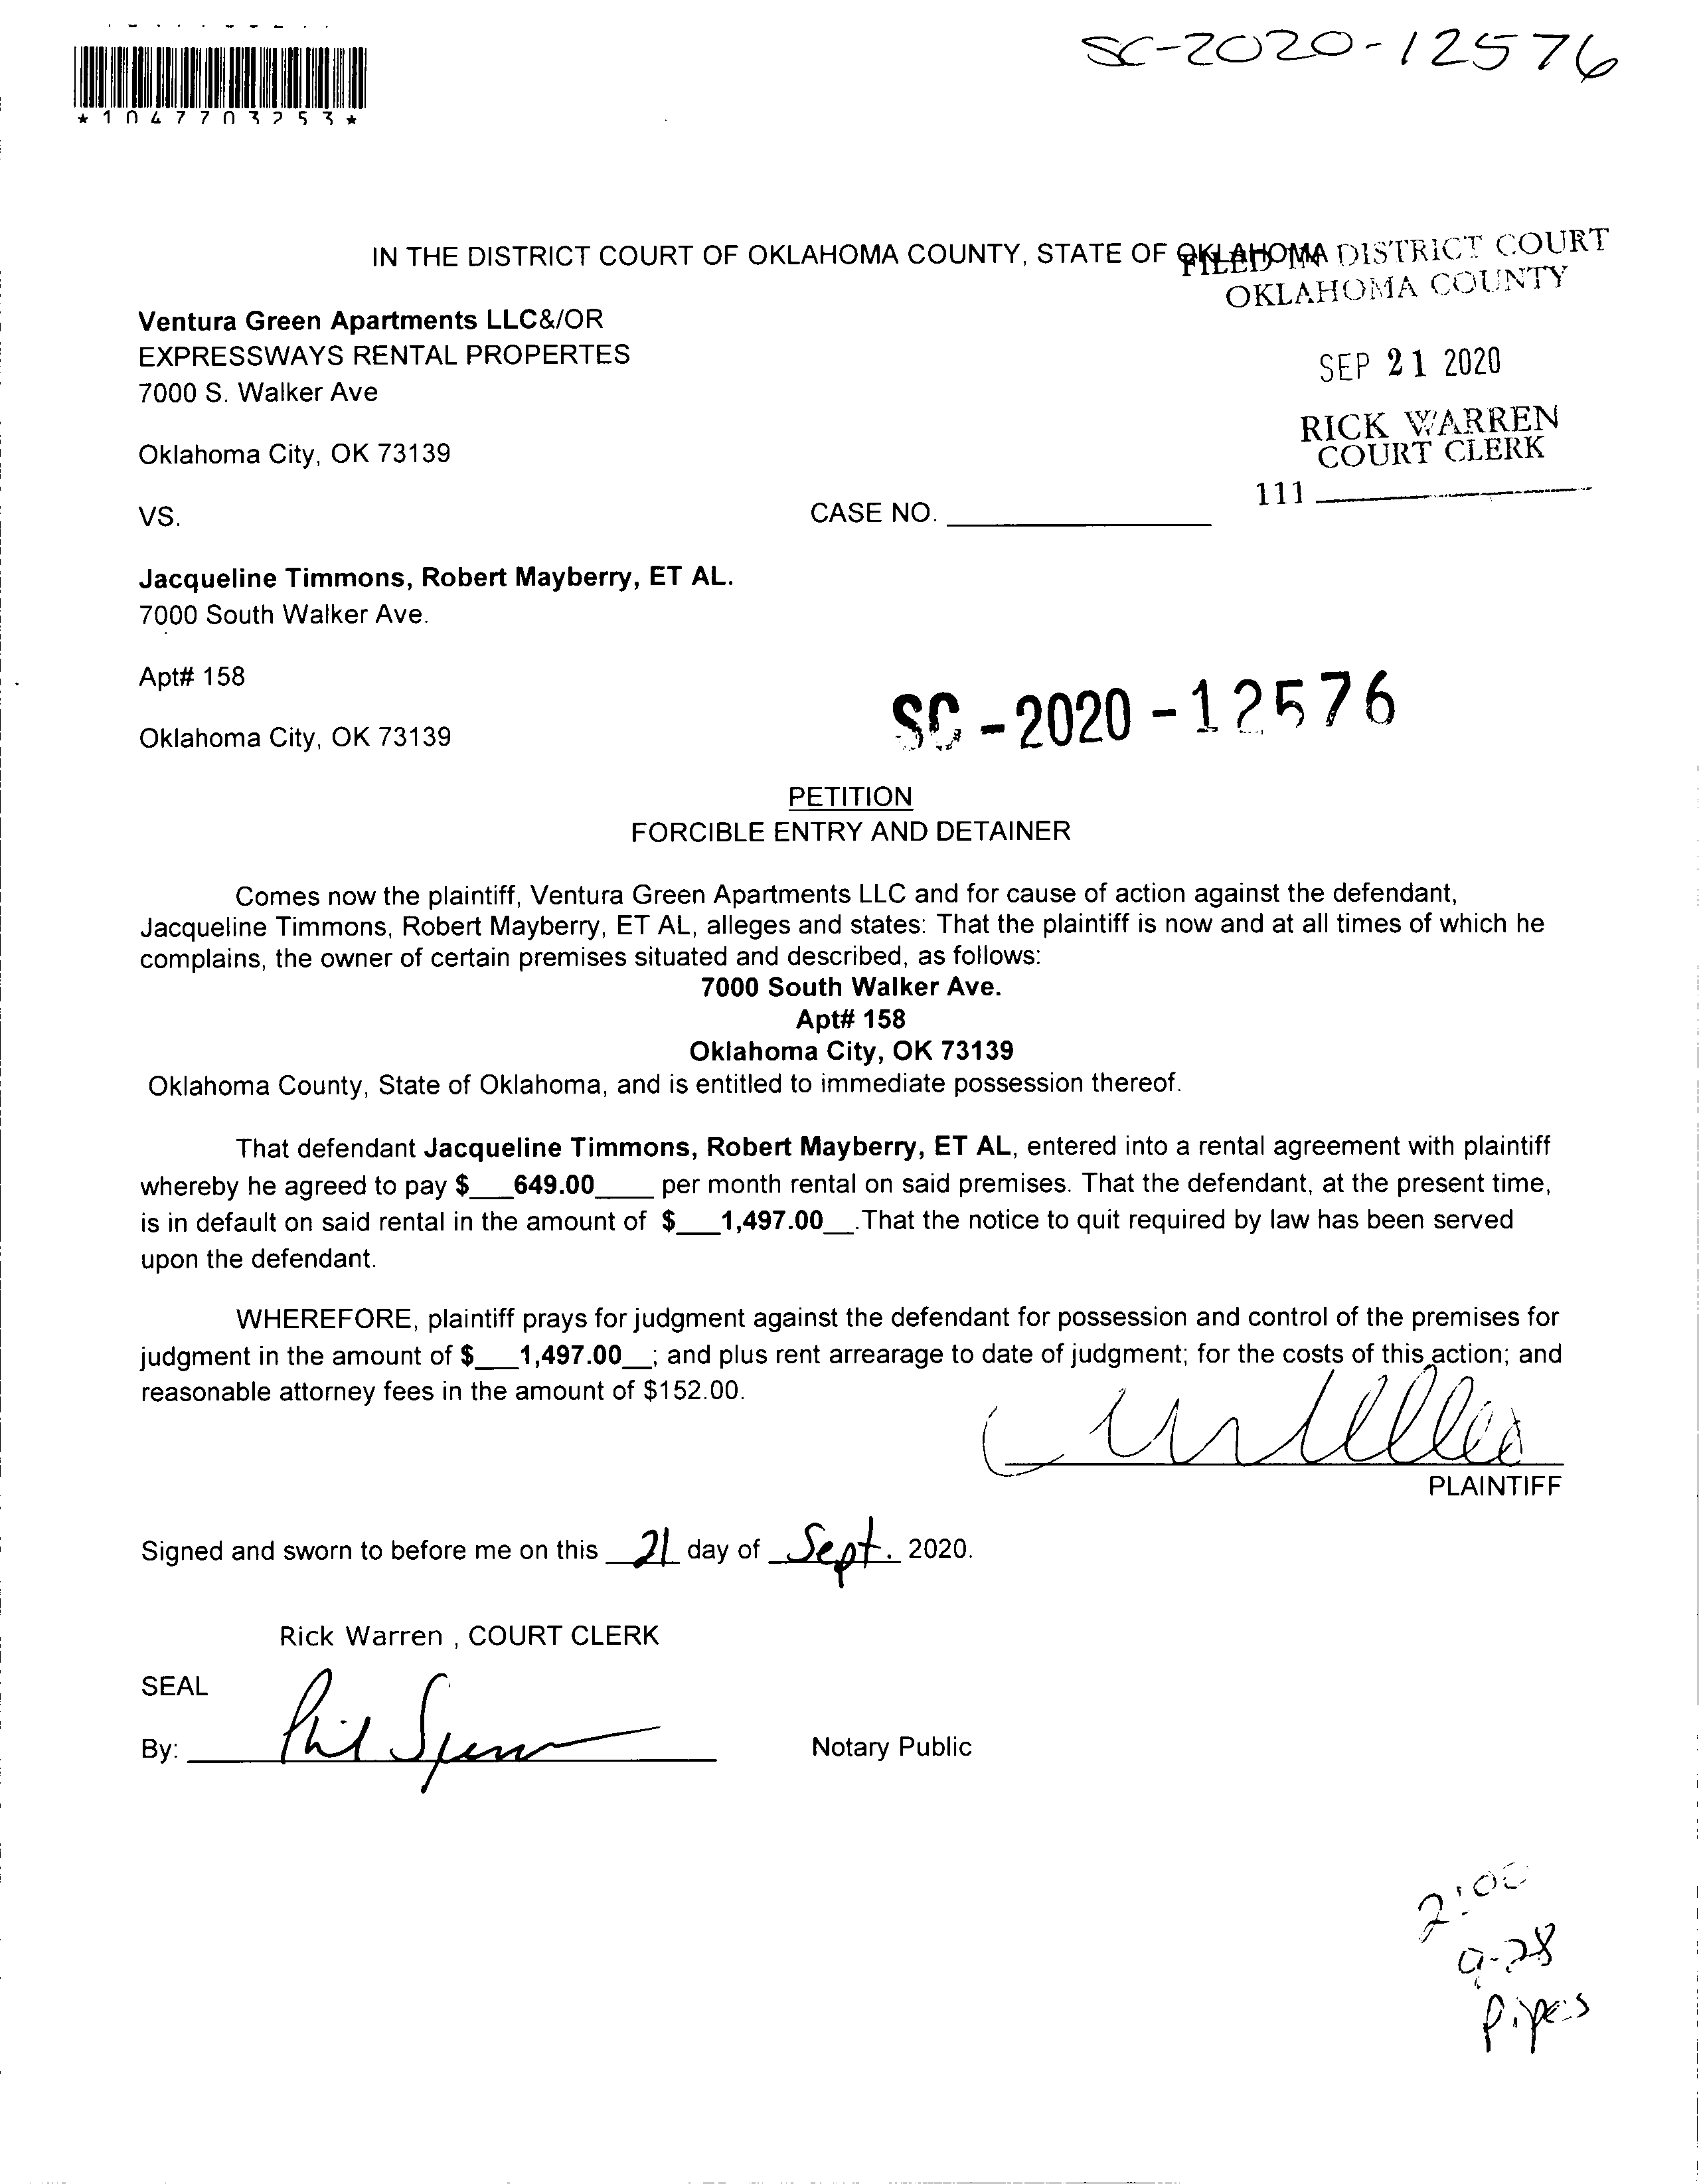 SC-2020-12576
*1047703253*
IN THE DISTRICT COURT OF OKLAHOMA COUNTY, STATE OF OKLAHOMA
FILED IN DISTRICT COURT
OKLAHOMA COUNTY
Ventura Green Apartments LLC&/OR
EXPRESSWAYS RENTAL PROPERTES
SEP 21 2020
7000 S. Walker Ave
RICK WARREN
COURT CLERK
Oklahoma City, OK 73139
111
VS.
CASE NO.
Jacqueline Timmons, Robert Mayberry, ET AL.
7000 South Walker Ave.
Apt# 158
SC-2020-12576
Oklahoma City, OK 73139
PETITION
FORCIBLE ENTRY AND DETAINER
Comes now the plaintiff, Ventura Green Apartments LLC and for cause of action against the defendant,
Jacqueline Timmons, Robert Mayberry, ET AL, alleges and states: That the plaintiff is now and at all times of which he
complains, the owner of certain premises situated and described, as follows:
7000 South Walker Ave.
Apt# 158
Oklahoma City, OK 73139
Oklahoma County, State of Oklahoma, and is entitled to immediate possession thereof.
That defendant Jacqueline Timmons, Robert Mayberry, ET AL, entered into a rental agreement with plaintiff
whereby he agreed to pay $___649.00____ per month rental on said premises. That the defendant, at the present time,
is in default on said rental in the amount of $___1,497.00__.That the notice to quit required by law has been served
upon the defendant.
WHEREFORE, plaintiff prays for judgment against the defendant for possession and control of the premises for
judgment in the amount of $___1,497.00__; and plus rent arrearage to date of judgment; for the costs of this action; and
reasonable attorney fees in the amount of $152.00.
PLAINTIFF
Signed and sworn to before me on this 21 day of Sept. 2020.
Rick Warren , COURT CLERK
SEAL
By:
Notary Public
2:00
9-28
Pipes